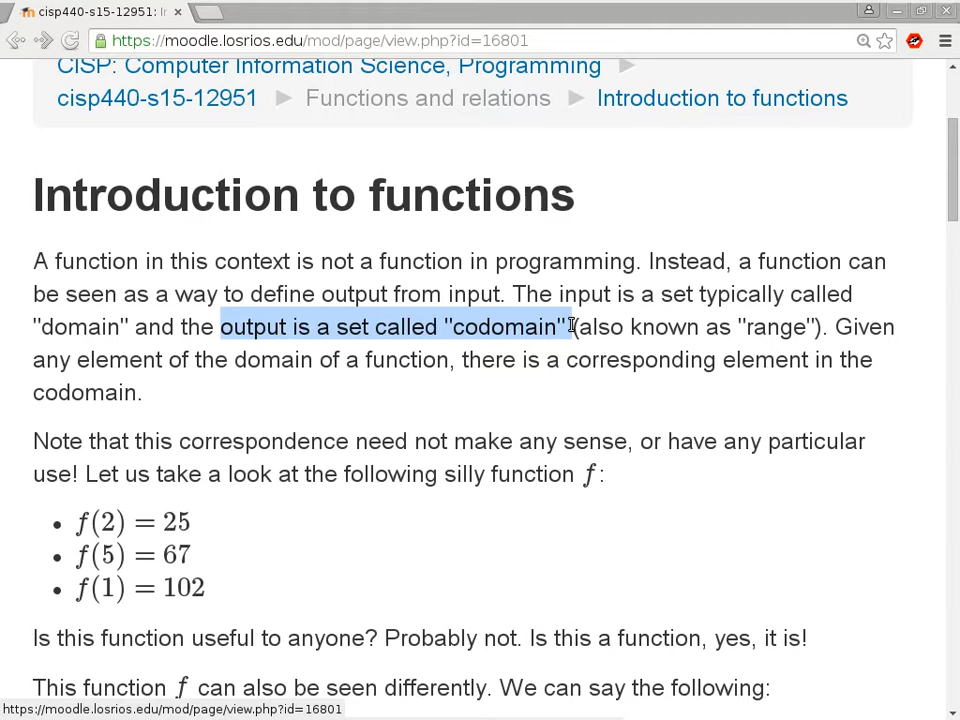 cisp440-s15-12951: In
https://moodle.losrios.edu/mod/page/view.php?id=16801
CISP: Computer Information Science, Programming ►
cisp440-s15-12951 ► Functions and relations ► Introduction to functions
Introduction to functions
A function in this context is not a function in programming. Instead, a function can
be seen as a way to define output from input. The input is a set typically called
"domain" and the output is a set called "codomain" (also known as "range"). Given
any element of the domain of a function, there is a corresponding element in the
codomain.
Note that this correspondence need not make any sense, or have any particular
use! Let us take a look at the following silly function f:
• f(2) = 25
• f(5) = 67
• f(1) = 102
Is this function useful to anyone? Probably not. Is this a function, yes, it is!
This function f can also be seen differently. We can say the following:
https://moodle.losrios.edu/mod/page/view.php?id=16801